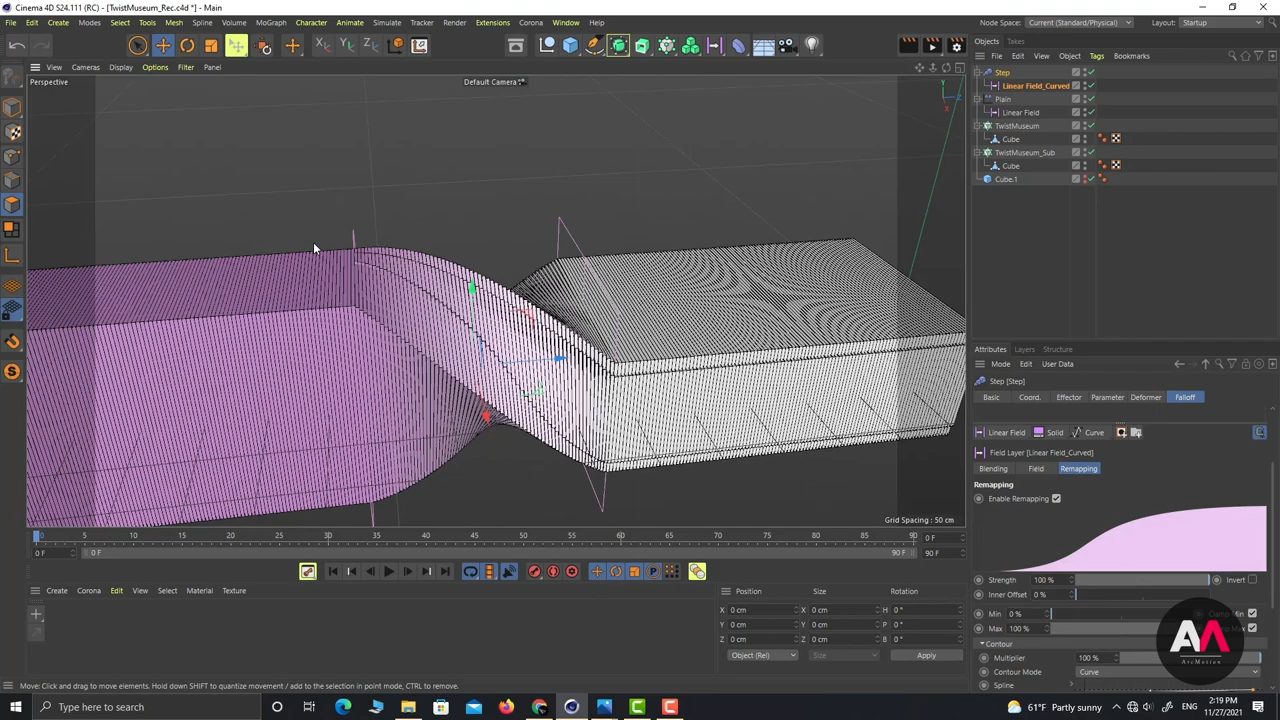 Cinema 4D S24.111 (RC) - [TwistMuseum_Rec.c4d *] - Main
File Edit Create Modes Select Tools Mesh Spline Volume MoGraph Character Animate Simulate Tracker Render Extensions Corona Window Help
Node Space: Current (Standard/Physical) Layout: Startup
X Y Z
View Cameras Display Options Filter Panel
Perspective
Default Camera
Grid Spacing : 50 cm
Objects Takes
File Edit View Object Tags Bookmarks
Step
Linear Field_Curved
Plain
Linear Field
TwistMuseum
Cube
TwistMuseum_Sub
Cube
Cube.1
Attributes Layers Structure
Mode Edit User Data
Step [Step]
Basic Coord. Effector Parameter Deformer Falloff
Linear Field Solid Curve
Field Layer [Linear Field_Curved]
Blending Field Remapping
Remapping
Enable Remapping
Strength 100 % Invert
Inner Offset 0 %
Min 0 %
Max 100 %
Contour
Multiplier 100 %
Contour Mode Curve
Spline
0 5 10 15 20 25 30 35 40 45 50 55 60 65 70 75 80 85 90 0 F
0 F 0 F 90 F 90 F
Create Corona Edit View Select Material Texture
Position Size Rotation
X 0 cm X 0 cm H 0 °
Y 0 cm Y 0 cm P 0 °
Z 0 cm Z 0 cm B 0 °
Object (Rel) Size Apply
Move: Click and drag to move elements. Hold down SHIFT to quantize movement / add to the selection in point mode, CTRL to remove.
ArcMotion
Type here to search
61°F Partly sunny
2:19 PM
11/27/2021